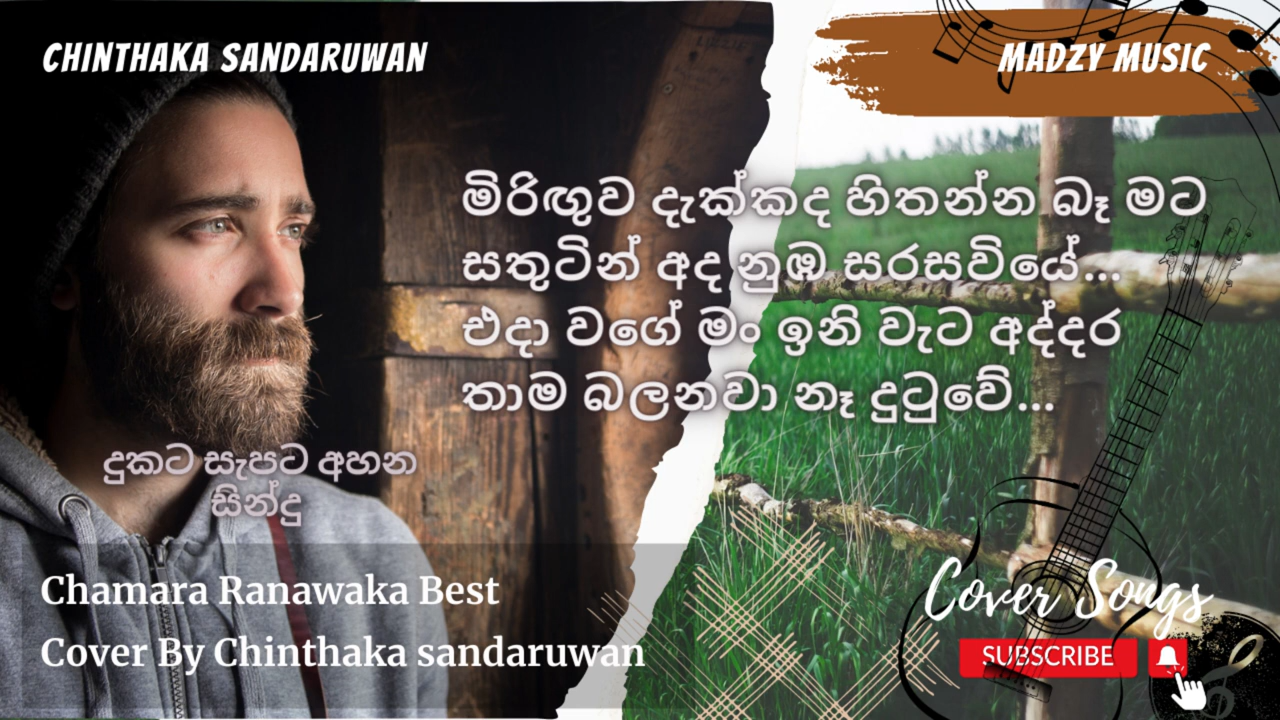 CHINTHAKA SANDARUWAN
MADZY MUSIC
මිරිඟුව දැක්කද හිතන්න බෑ මට
සතුටින් අද නුඹ සරසවියේ...
එදා වගේ මං ඉනි වැට අද්දර
තාම බලනවා නෑ දුටුවේ...
දුකට සැපට අහන
සින්දු
Chamara Ranawaka Best
Cover By Chinthaka sandaruwan
Cover Songs
SUBSCRIBE